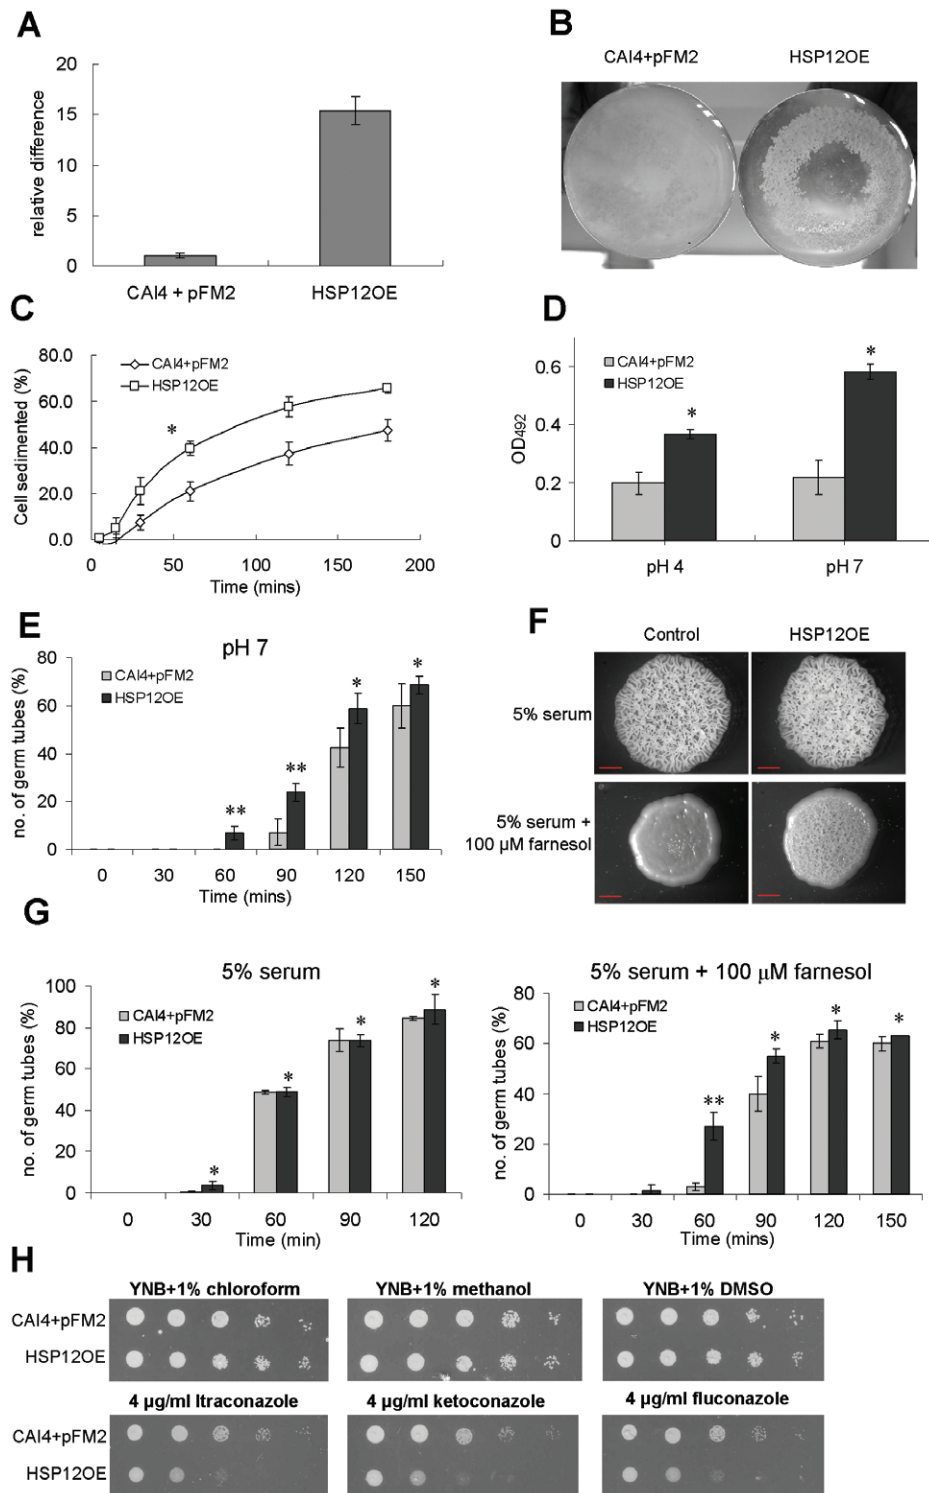 A
relative difference
20
15
10
5
0
CAI4 + pFM2
HSP12OE
B
CAI4+pFM2
HSP12OE
C
Cell sedimented (%)
80.0
60.0
40.0
20.0
0.0
CAI4+pFM2
HSP12OE
*
0
50
100
150
200
Time (mins)
D
OD492
0.6
0.4
0.2
0
CAI4+pFM2
HSP12OE
*
*
pH 4
pH 7
E
pH 7
no. of germ tubes (%)
80
60
40
20
0
CAI4+pFM2
HSP12OE
**
**
*
*
0
30
60
90
120
150
Time (mins)
F
Control
HSP12OE
5% serum
5% serum +
100 µM farnesol
G
5% serum
no. of germ tubes (%)
100
80
60
40
20
0
CAI4+pFM2
HSP12OE
*
*
*
*
0
30
60
90
120
Time (min)
5% serum + 100 µM farnesol
no. of germ tubes (%)
80
60
40
20
0
CAI4+pFM2
HSP12OE
**
*
*
*
0
30
60
90
120
150
Time (mins)
H
YNB+1% chloroform
YNB+1% methanol
YNB+1% DMSO
CAI4+pFM2
HSP12OE
4 µg/ml Itraconazole
4 µg/ml ketoconazole
4 µg/ml fluconazole
CAI4+pFM2
HSP12OE